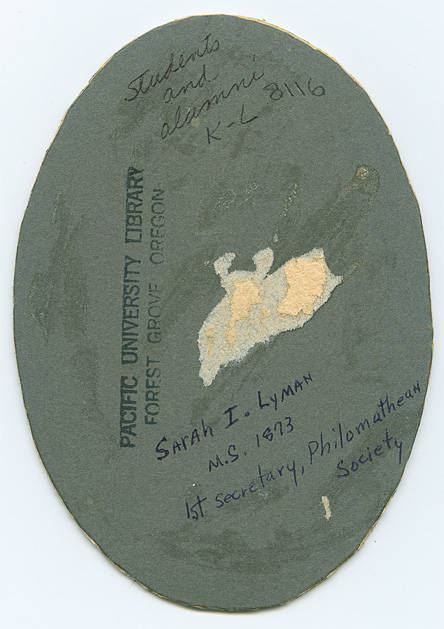 Students
and
alumni
K-L 8116
PACIFIC UNIVERSITY LIBRARY
FOREST GROVE OREGON
Sarah I. Lyman
M.S. 1873
1st secretary, Philomathean
Society